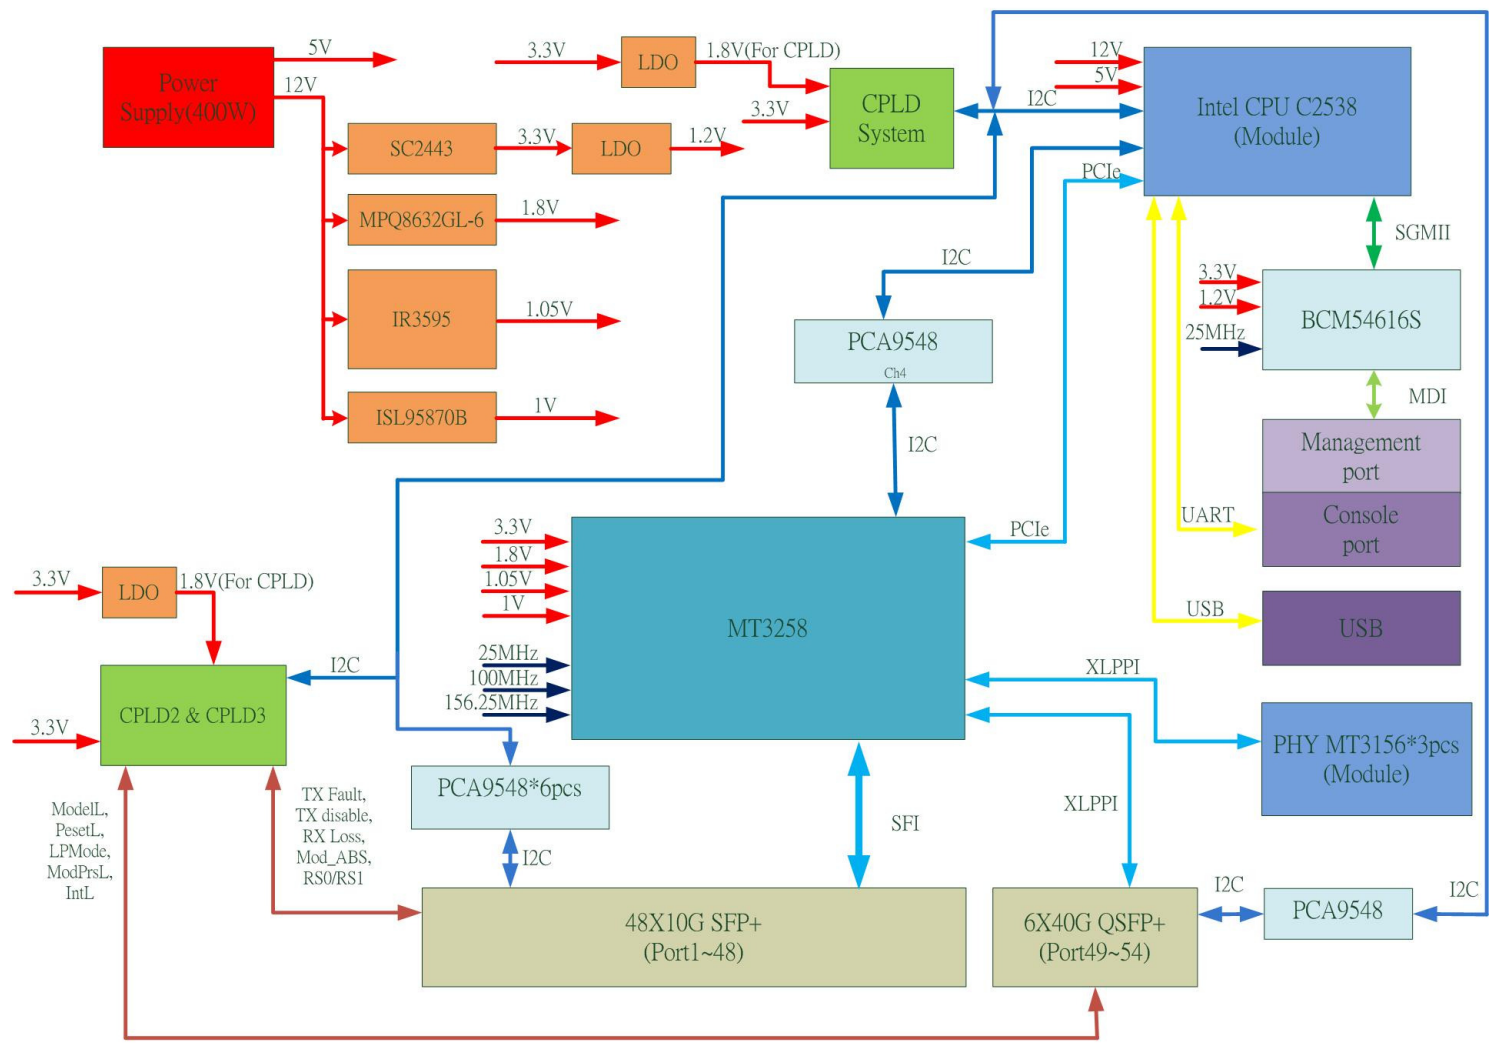 Power
Supply(400W)
5V
12V
SC2443
3.3V
LDO
1.2V
MPQ8632GL-6
1.8V
IR3595
1.05V
ISL95870B
1V
3.3V
LDO
1.8V(For CPLD)
3.3V
CPLD
System
I2C
12V
5V
Intel CPU C2538
(Module)
PCIe
SGMII
3.3V
1.2V
25MHz
BCM54616S
MDI
Management
port
Console
port
UART
USB
USB
I2C
PCA9548
Ch4
I2C
3.3V
1.8V
1.05V
1V
25MHz
100MHz
156.25MHz
MT3258
PCIe
XLPPI
PHY MT3156*3pcs
(Module)
XLPPI
SFI
3.3V
LDO
1.8V(For CPLD)
3.3V
CPLD2 & CPLD3
I2C
PCA9548*6pcs
I2C
ModelL,
PesetL,
LPMode,
ModPrsL,
IntL
TX Fault,
TX disable,
RX Loss,
Mod_ABS,
RS0/RS1
48X10G SFP+
(Port1~48)
6X40G QSFP+
(Port49~54)
I2C
PCA9548
I2C